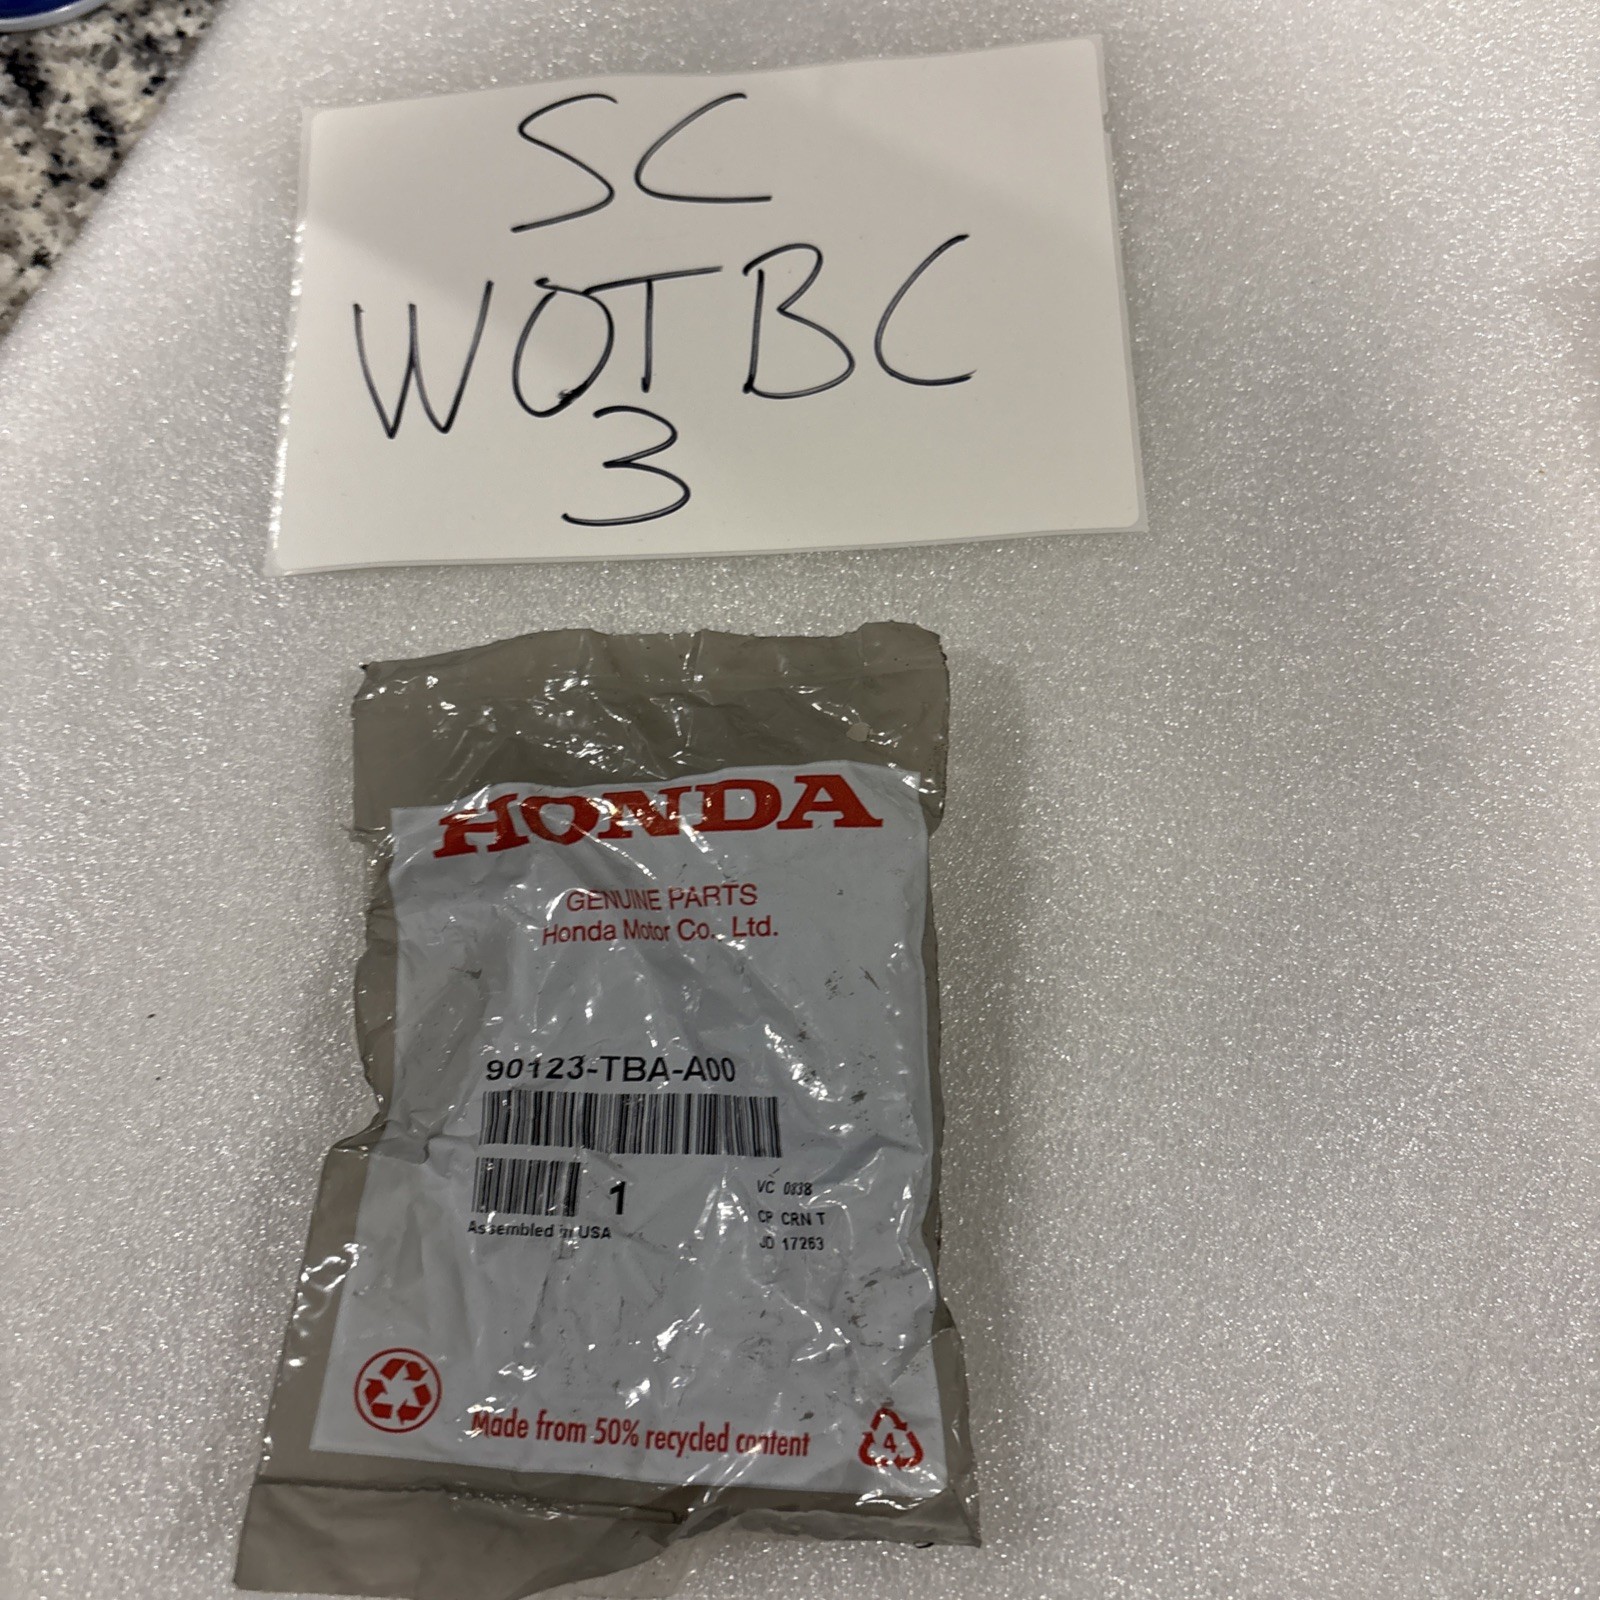 SC
WOTBC
3
HONDA
GENUINE PARTS
Honda Motor Co., Ltd.
90123-TBA-A00
1
Assembled in USA
VC 0838
CP CRN T
JD 17263
Made from 50% recycled content
4